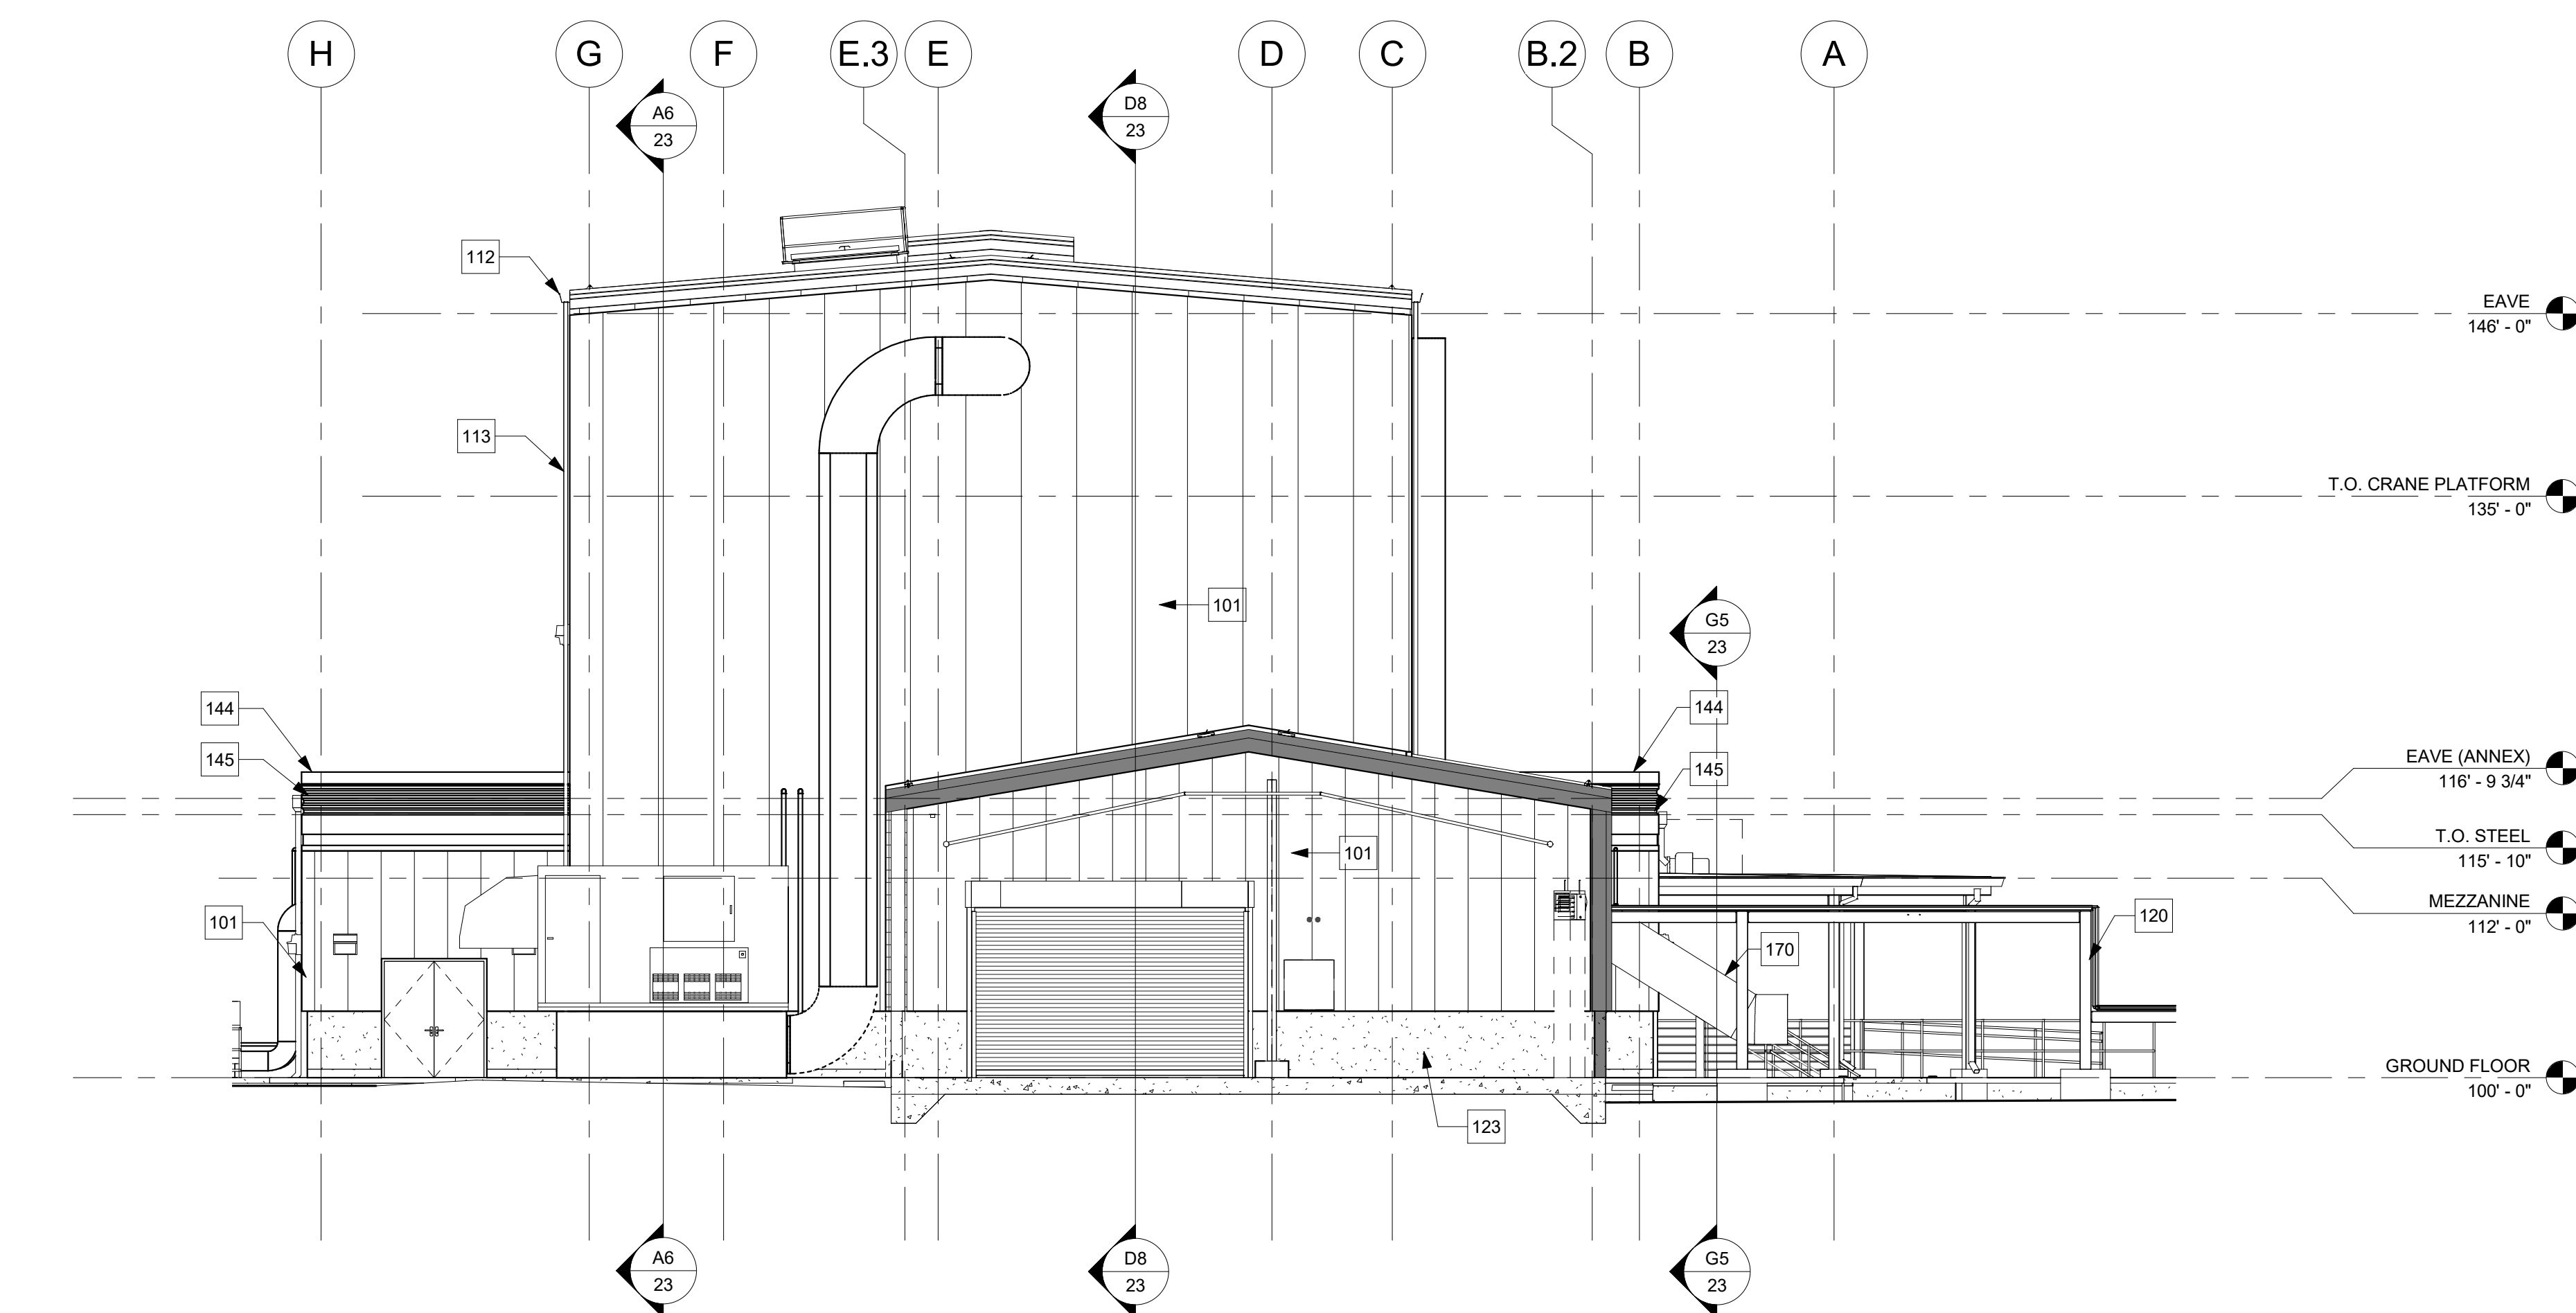 H
G
F
E.3
E
D
C
B.2
B
A
A6
23
D8
23
112
EAVE
146' - 0"
113
T.O. CRANE PLATFORM
135' - 0"
101
G5
23
144
144
145
145
EAVE (ANNEX)
116' - 9 3/4"
T.O. STEEL
115' - 10"
101
MEZZANINE
112' - 0"
101
120
170
GROUND FLOOR
100' - 0"
123
A6
23
D8
23
G5
23